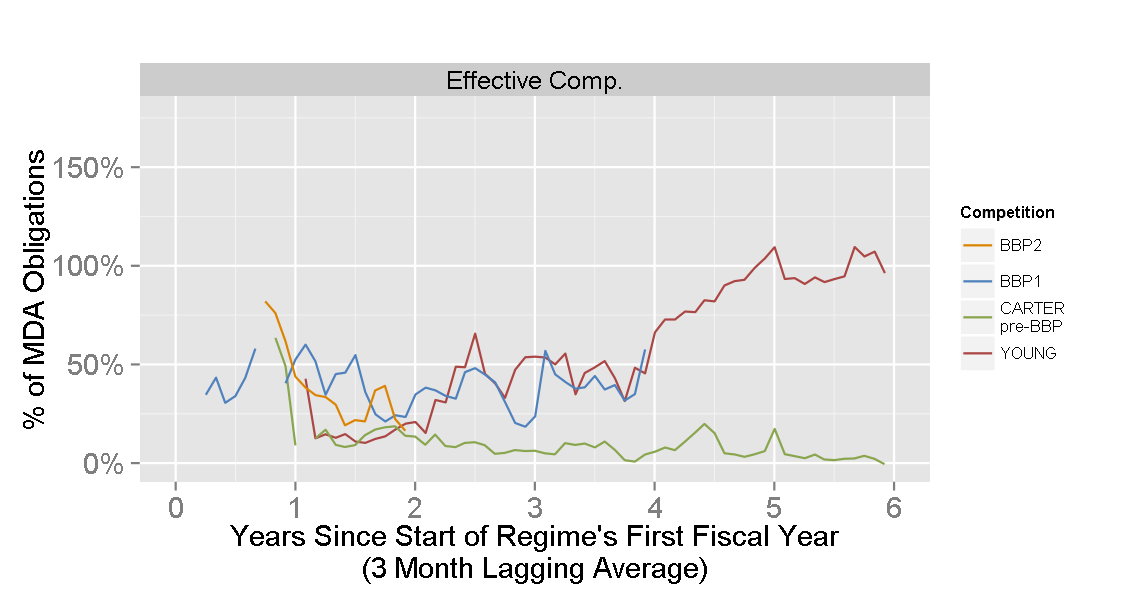 Effective Comp.
% of MDA Obligations
150%
100%
50%
0%
0 1 2 3 4 5 6
Years Since Start of Regime's First Fiscal Year
(3 Month Lagging Average)
Competition
BBP2
BBP1
CARTER
pre-BBP
YOUNG